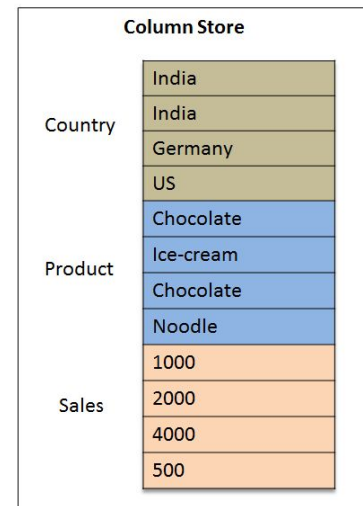 Column Store
Country
India
India
Germany
US
Product
Chocolate
Ice-cream
Chocolate
Noodle
Sales
1000
2000
4000
500